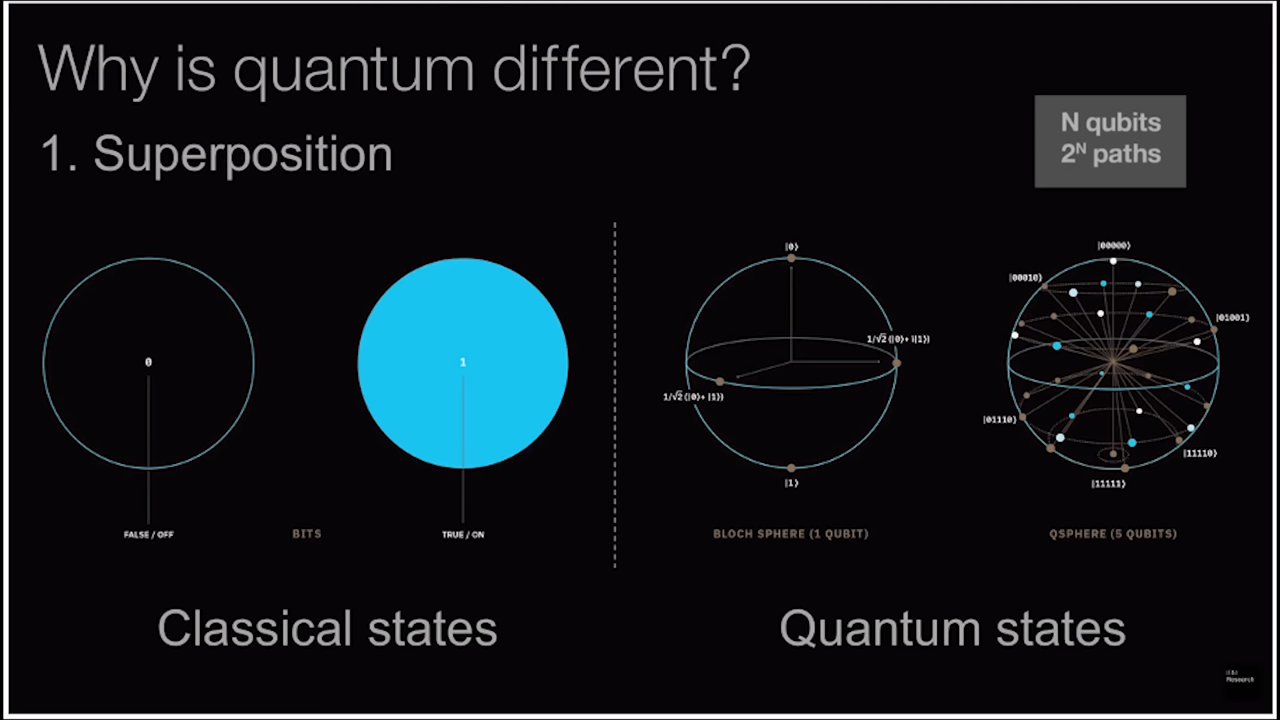 Why is quantum different?
1. Superposition
N qubits
2ᴺ paths
0
1
FALSE / OFF
BITS
TRUE / ON
|0⟩
1/√2 (|0⟩+ i|1⟩)
1/√2 (|0⟩+ |1⟩)
|1⟩
BLOCH SPHERE (1 QUBIT)
|00000⟩
|00010⟩
|01001⟩
|01110⟩
|11110⟩
|11111⟩
QSPHERE (5 QUBITS)
Classical states
Quantum states
Research